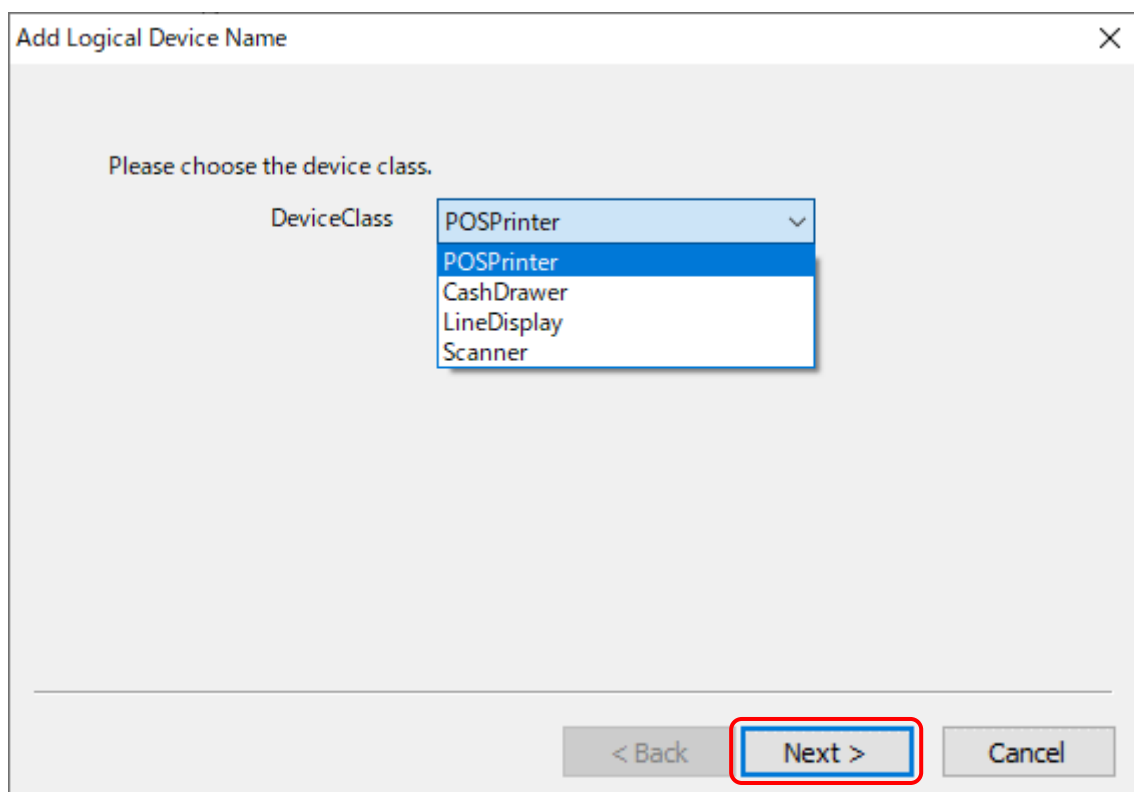 Add Logical Device Name
Please choose the device class.
DeviceClass POSPrinter
POSPrinter
CashDrawer
LineDisplay
Scanner
< Back Next > Cancel